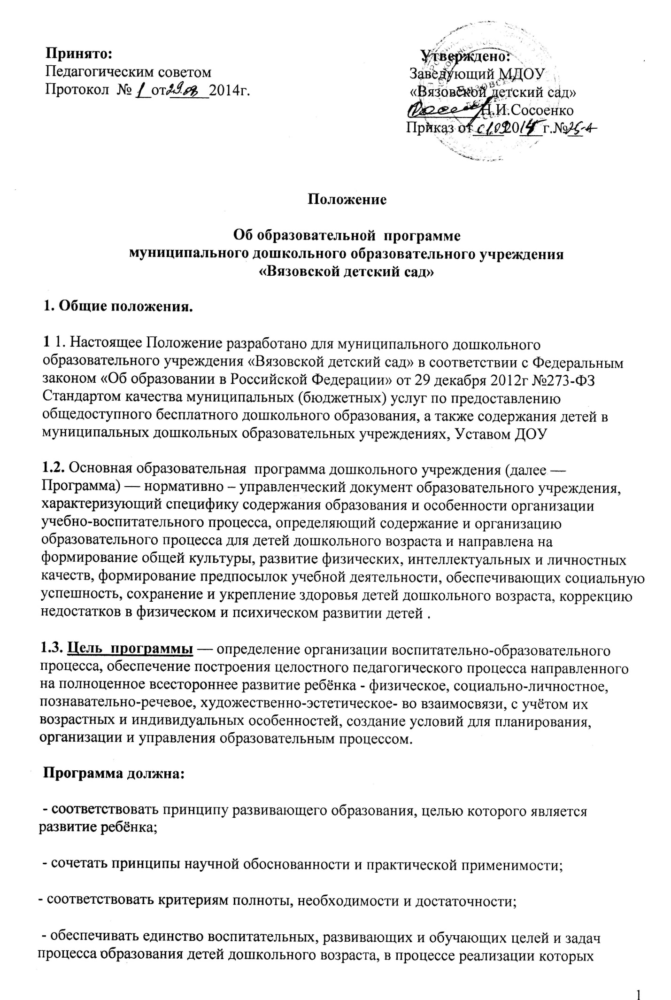 Принято:
Педагогическим советом
Протокол № 1 от 29.08 2014г.
Утверждено:
Заведующий МДОУ
«Вязовской детский сад»
Н.И.Сосоенко
Приказ от 01.09 2014 г.№25-А
Положение
Об образовательной программе
муниципального дошкольного образовательного учреждения
«Вязовской детский сад»
1. Общие положения.
1 1. Настоящее Положение разработано для муниципального дошкольного
образовательного учреждения «Вязовской детский сад» в соответствии с Федеральным
законом «Об образовании в Российской Федерации» от 29 декабря 2012г №273-ФЗ
Стандартом качества муниципальных (бюджетных) услуг по предоставлению
общедоступного бесплатного дошкольного образования, а также содержания детей в
муниципальных дошкольных образовательных учреждениях, Уставом ДОУ
1.2. Основная образовательная программа дошкольного учреждения (далее —
Программа) — нормативно – управленческий документ образовательного учреждения,
характеризующий специфику содержания образования и особенности организации
учебно-воспитательного процесса, определяющий содержание и организацию
образовательного процесса для детей дошкольного возраста и направлена на
формирование общей культуры, развитие физических, интеллектуальных и личностных
качеств, формирование предпосылок учебной деятельности, обеспечивающих социальную
успешность, сохранение и укрепление здоровья детей дошкольного возраста, коррекцию
недостатков в физическом и психическом развитии детей .
1.3. Цель программы — определение организации воспитательно-образовательного
процесса, обеспечение построения целостного педагогического процесса направленного
на полноценное всестороннее развитие ребёнка - физическое, социально-личностное,
познавательно-речевое, художественно-эстетическое- во взаимосвязи, с учётом их
возрастных и индивидуальных особенностей, создание условий для планирования,
организации и управления образовательным процессом.
Программа должна:
- соответствовать принципу развивающего образования, целью которого является
развитие ребёнка;
- сочетать принципы научной обоснованности и практической применимости;
- соответствовать критериям полноты, необходимости и достаточности;
- обеспечивать единство воспитательных, развивающих и обучающих целей и задач
процесса образования детей дошкольного возраста, в процессе реализации которых
1